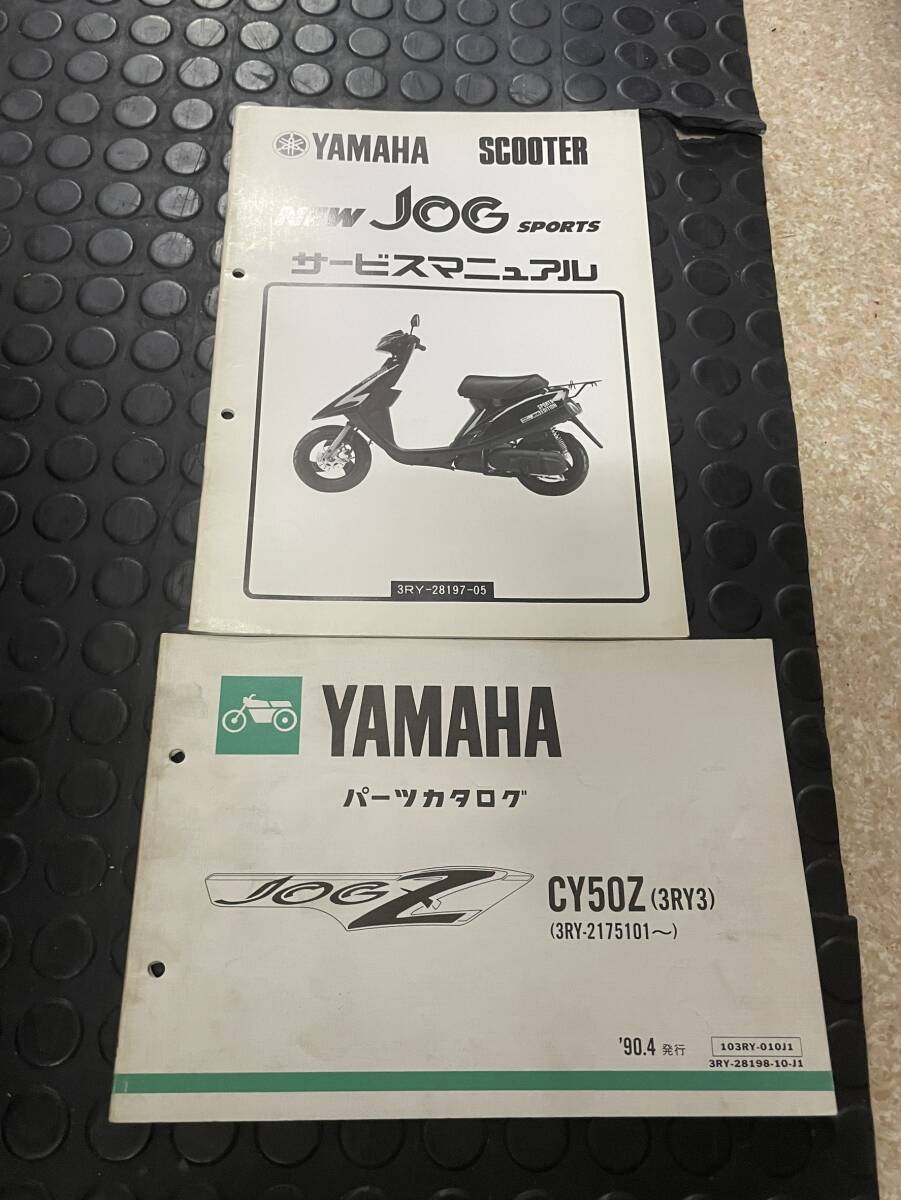 YAMAHA SCOOTER
NEW JOG SPORTS
サービスマニュアル
SPORTS
EDITION
3RY-28197-05
YAMAHA
パーツカタログ
JOG Z
CY50Z (3RY3)
(3RY-2175101〜)
'90.4 発行
103RY-010J1
3RY-28198-10-J1